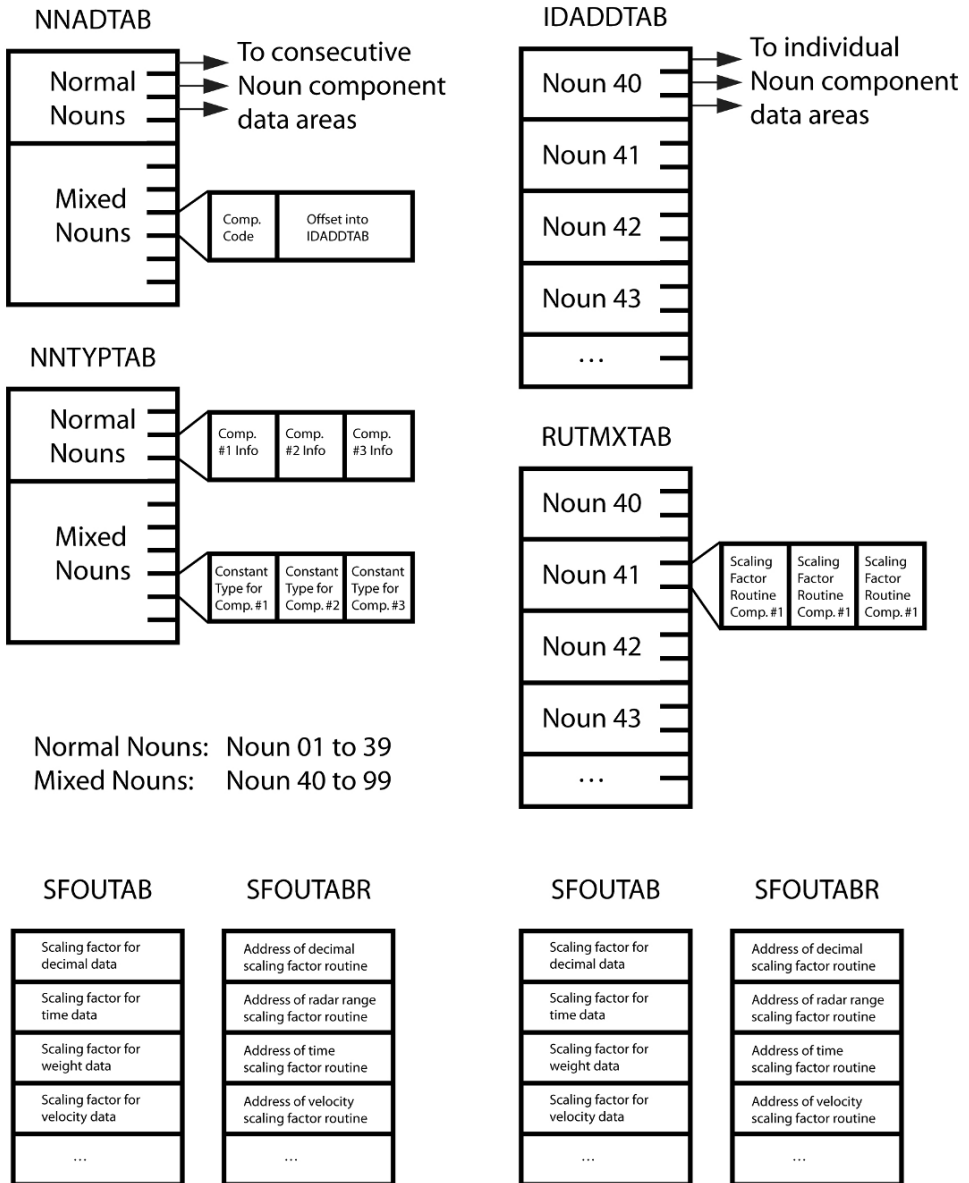 NNADTAB
Normal
Nouns
To consecutive
Noun component
data areas
Mixed
Nouns
Comp.
Code
Offset into
IDADDTAB
IDADDTAB
Noun 40
To individual
Noun component
data areas
Noun 41
Noun 42
Noun 43
...
NNTYPTAB
Normal
Nouns
Comp.
#1 Info
Comp.
#2 Info
Comp.
#3 Info
Mixed
Nouns
Constant
Type for
Comp. #1
Constant
Type for
Comp. #2
Constant
Type for
Comp. #3
RUTMXTAB
Noun 40
Noun 41
Scaling
Factor
Routine
Comp. #1
Scaling
Factor
Routine
Comp. #1
Scaling
Factor
Routine
Comp. #1
Noun 42
Noun 43
...
Normal Nouns: Noun 01 to 39
Mixed Nouns: Noun 40 to 99
SFOUTAB
Scaling factor for
decimal data
Scaling factor for
time data
Scaling factor for
weight data
Scaling factor for
velocity data
...
SFOUTABR
Address of decimal
scaling factor routine
Address of radar range
scaling factor routine
Address of time
scaling factor routine
Address of velocity
scaling factor routine
...
SFOUTAB
Scaling factor for
decimal data
Scaling factor for
time data
Scaling factor for
weight data
Scaling factor for
velocity data
...
SFOUTABR
Address of decimal
scaling factor routine
Address of radar range
scaling factor routine
Address of time
scaling factor routine
Address of velocity
scaling factor routine
...